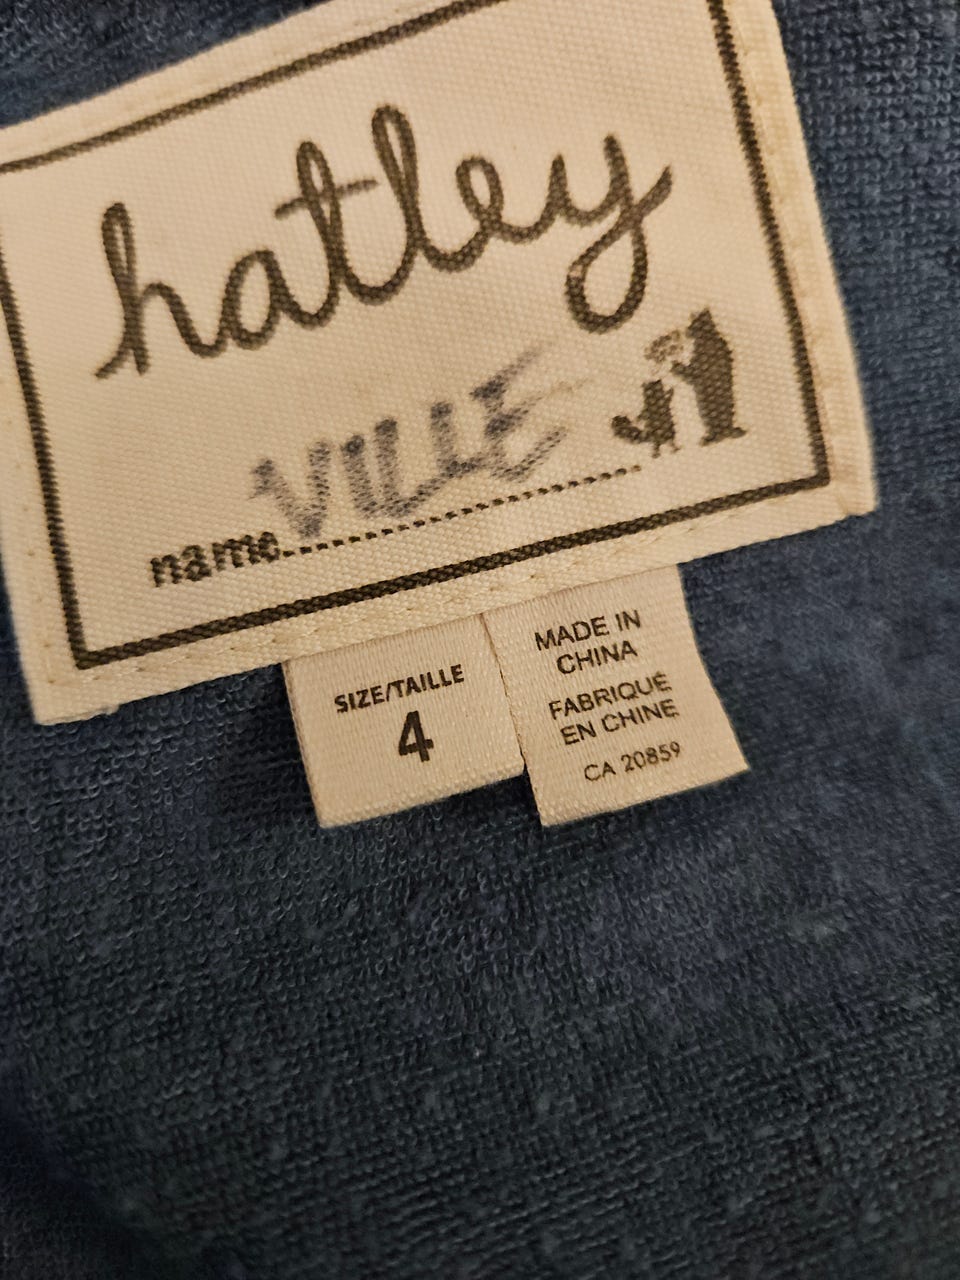 hatley
VILLE
name
SIZE/TAILLE
4
MADE IN
CHINA
FABRIQUÉ
EN CHINE
CA 20859